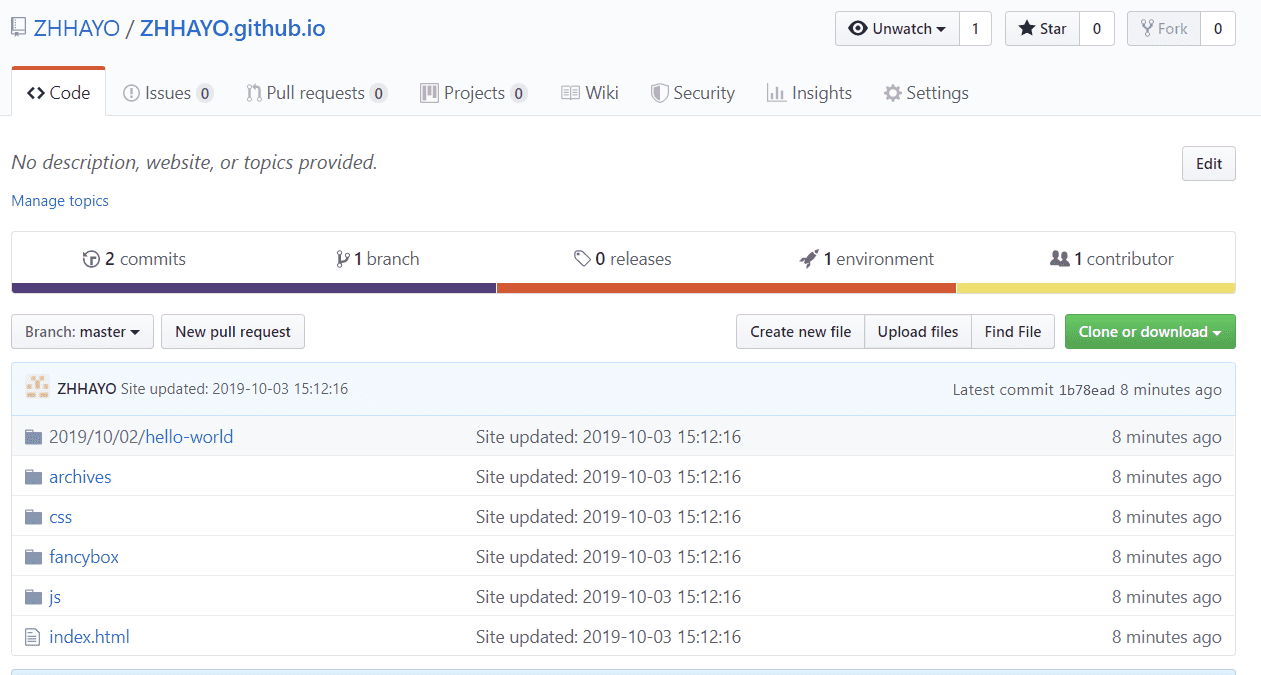 ZHHAYO / ZHHAYO.github.io
Unwatch 1 Star 0 Fork 0
Code Issues 0 Pull requests 0 Projects 0 Wiki Security Insights Settings
No description, website, or topics provided.
Edit
Manage topics
2 commits 1 branch 0 releases 1 environment 1 contributor
Branch: master New pull request Create new file Upload files Find File Clone or download
ZHHAYO Site updated: 2019-10-03 15:12:16 Latest commit 1b78ead 8 minutes ago
2019/10/02/hello-world Site updated: 2019-10-03 15:12:16 8 minutes ago
archives Site updated: 2019-10-03 15:12:16 8 minutes ago
css Site updated: 2019-10-03 15:12:16 8 minutes ago
fancybox Site updated: 2019-10-03 15:12:16 8 minutes ago
js Site updated: 2019-10-03 15:12:16 8 minutes ago
index.html Site updated: 2019-10-03 15:12:16 8 minutes ago